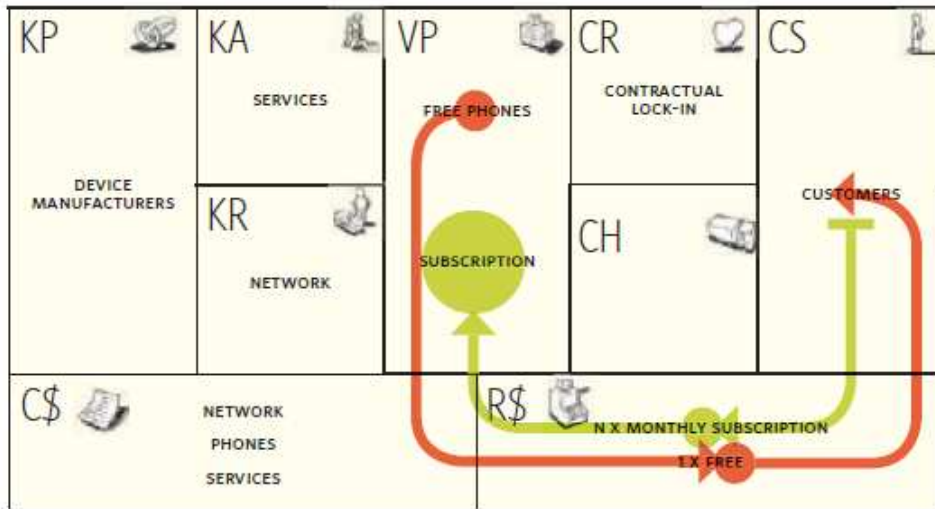 KP
KA
VP
CR
CS
SERVICES
FREE PHONES
CONTRACTUAL
LOCK-IN
DEVICE
MANUFACTURERS
CUSTOMERS
KR
CH
NETWORK
SUBSCRIPTION
C$
R$
NETWORK
PHONES
SERVICES
N X MONTHLY SUBSCRIPTION
1 X FREE